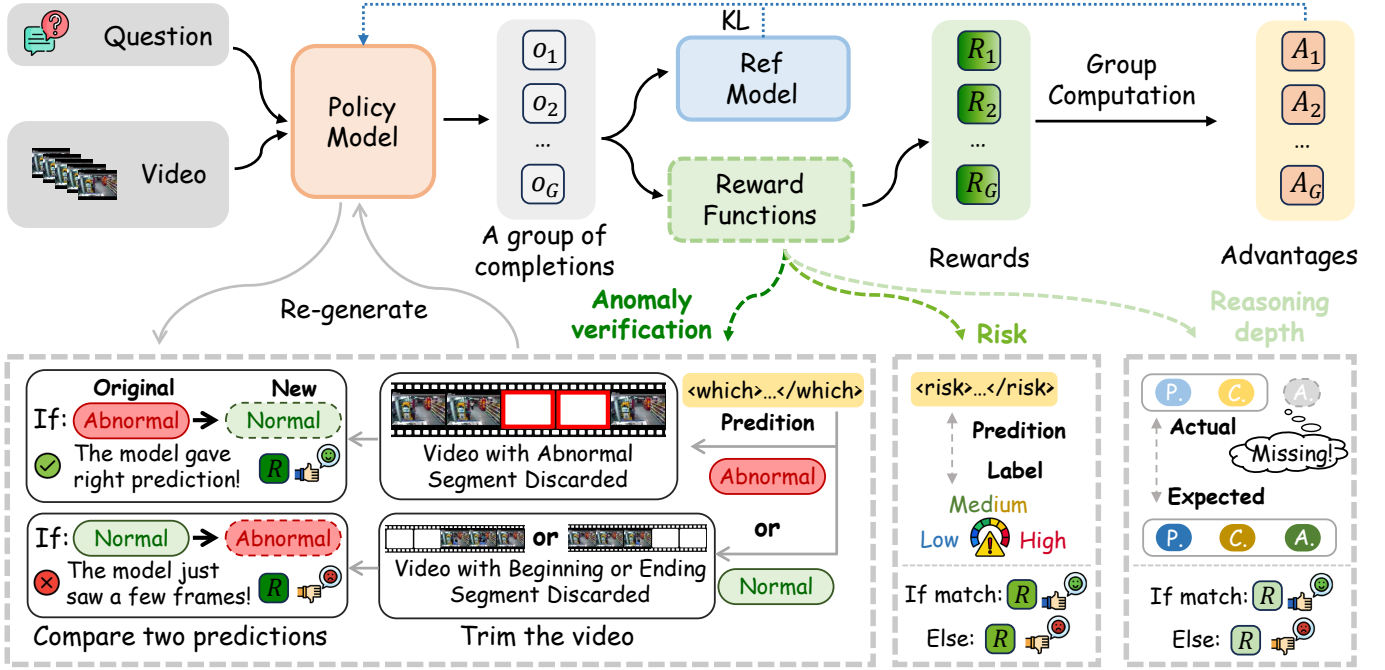 Question
Video
Policy
Model
o₁
o₂
...
o_G
A group of
completions
KL
Ref
Model
Reward
Functions
R₁
R₂
...
R_G
Rewards
Group
Computation
A₁
A₂
...
A_G
Advantages
Re-generate
Anomaly
verification
Risk
Reasoning
depth
Original
New
If:
Abnormal
Normal
The model gave
right prediction!
R
If:
Normal
Abnormal
The model just
saw a few frames!
R
Compare two predictions
Video with Abnormal
Segment Discarded
or
Video with Beginning or Ending
Segment Discarded
Trim the video
<which>...</which>
Predition
Abnormal
or
Normal
<risk>...</risk>
Predition
Label
Medium
Low
High
If match: R
Else: R
P. C. A.
Actual
Missing!
Expected
P. C. A.
If match: R
Else: R